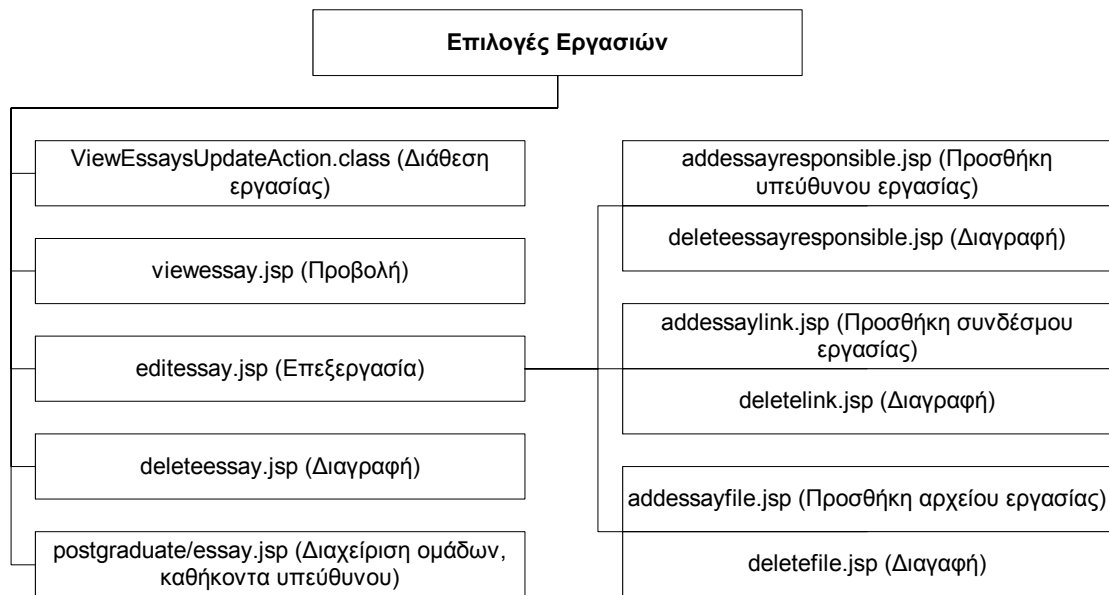 Επιλογές Εργασιών
ViewEssaysUpdateAction.class (Διάθεση
εργασίας)
viewessay.jsp (Προβολή)
editessay.jsp (Επεξεργασία)
deleteessay.jsp (Διαγραφή)
postgraduate/essay.jsp (Διαχείριση ομάδων,
καθήκοντα υπεύθυνου)
addessayresponsible.jsp (Προσθήκη
υπεύθυνου εργασίας)
deleteessayresponsible.jsp (Διαγραφή)
addessaylink.jsp (Προσθήκη συνδέσμου
εργασίας)
deletelink.jsp (Διαγραφή)
addessayfile.jsp (Προσθήκη αρχείου εργασίας)
deletefile.jsp (Διαγαφή)